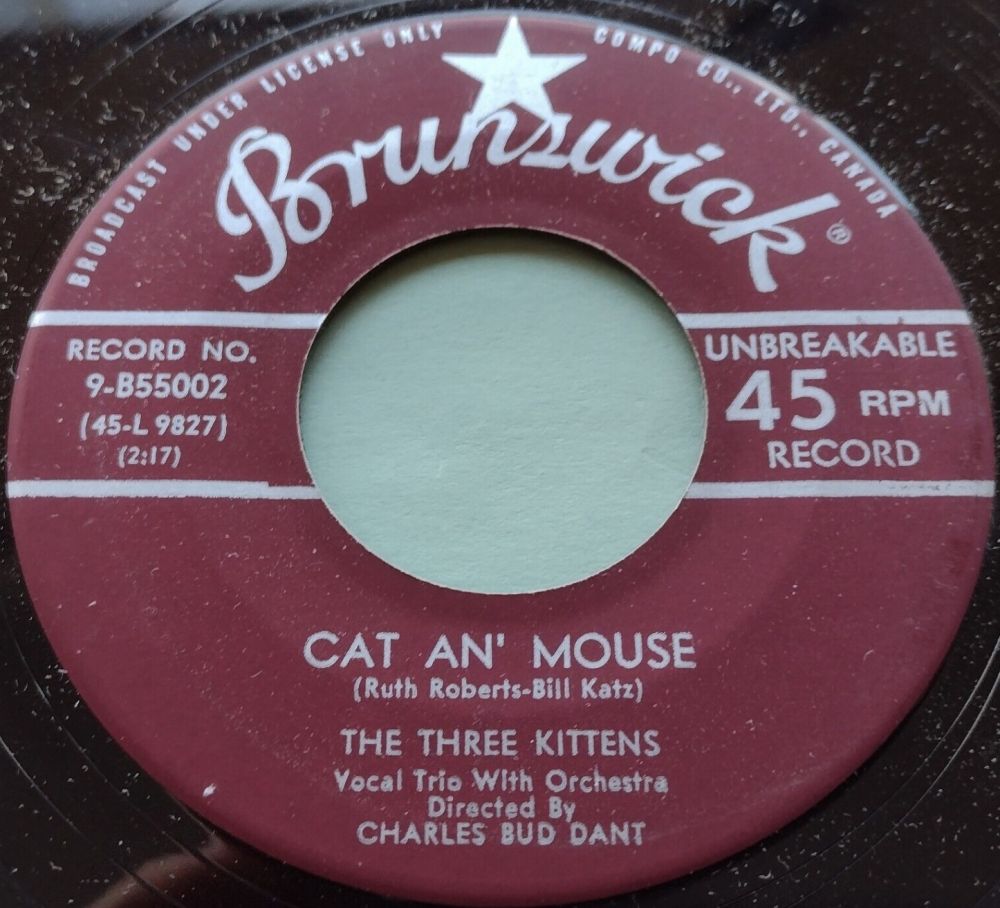 BROADCAST UNDER LICENSE ONLY
COMPO CO., LTD., CANADA
Brunswick ®
RECORD NO.
9-B55002
(45-L 9827)
(2:17)
UNBREAKABLE
45 RPM
RECORD
CAT AN' MOUSE
(Ruth Roberts-Bill Katz)
THE THREE KITTENS
Vocal Trio With Orchestra
Directed By
CHARLES BUD DANT